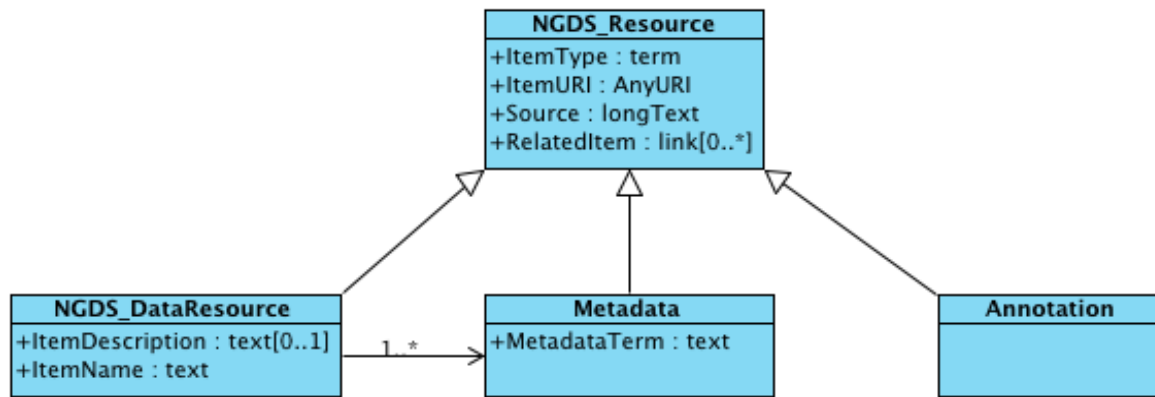 NGDS_Resource
+ItemType : term
+ItemURI : AnyURI
+Source : longText
+RelatedItem : link[0..*]
NGDS_DataResource
+ItemDescription : text[0..1]
+ItemName : text
1..*
Metadata
+MetadataTerm : text
Annotation